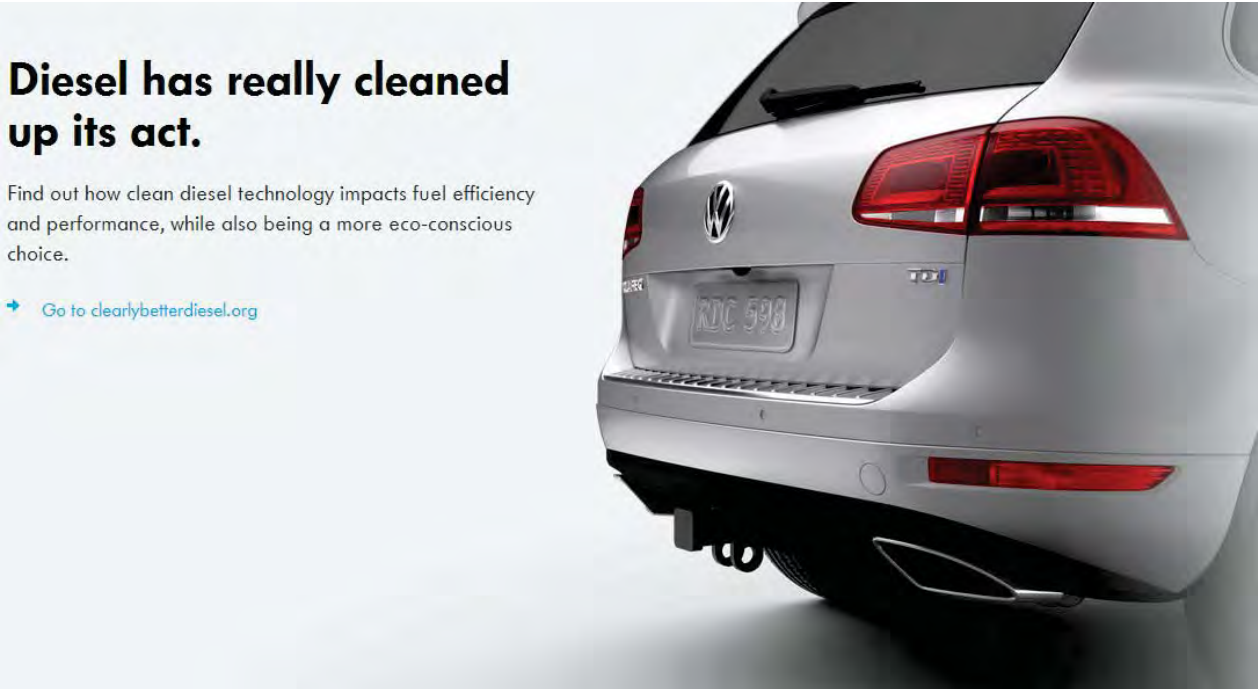 Diesel has really cleaned
up its act.
Find out how clean diesel technology impacts fuel efficiency
and performance, while also being a more eco-conscious
choice.
Go to clearlybetterdiesel.org
TDI
RDC 598